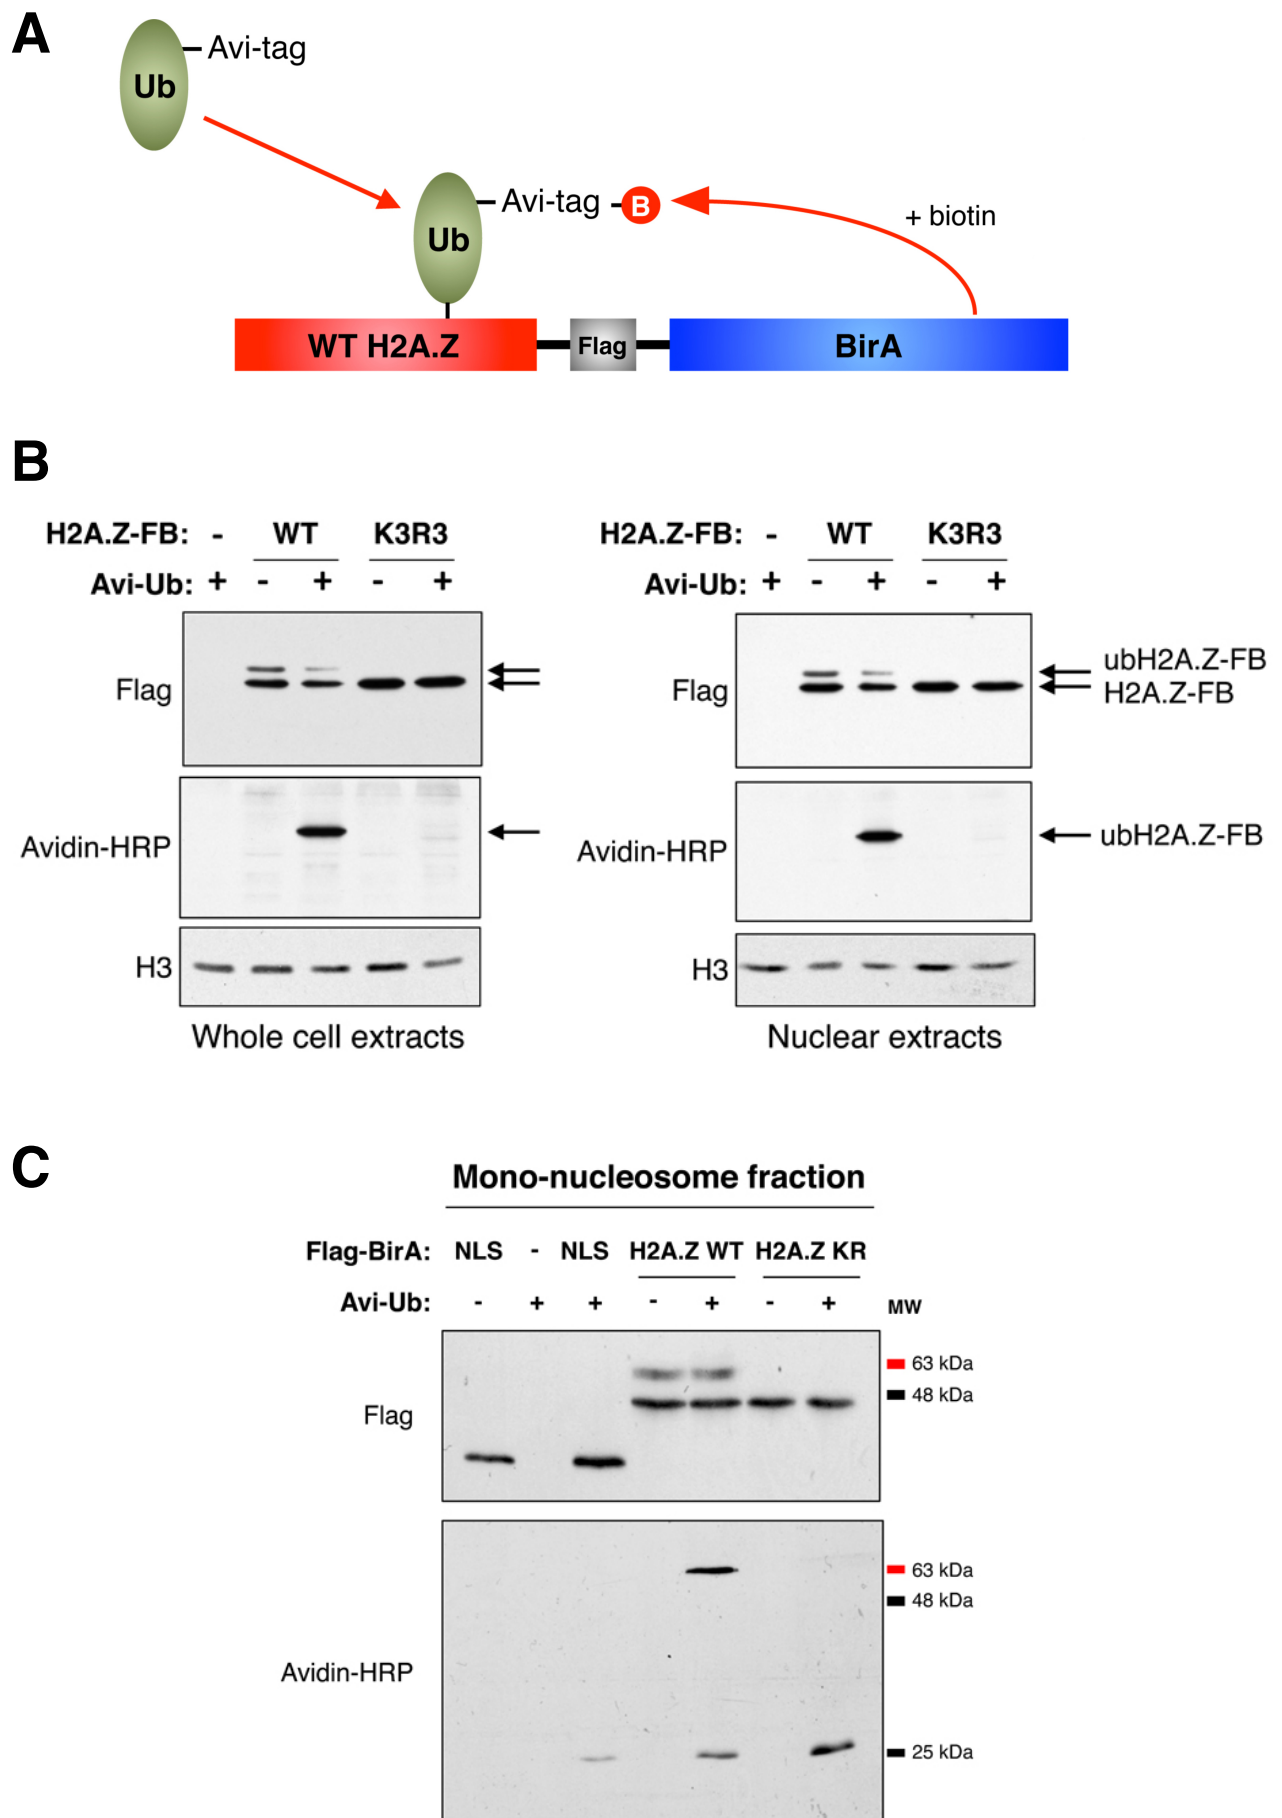 A
Ub
Avi-tag
Avi-tag
B
+ biotin
Ub
WT H2A.Z
Flag
BirA
B
H2A.Z-FB: - WT K3R3
Avi-Ub: + - + - +
Flag
Avidin-HRP
H3
Whole cell extracts
H2A.Z-FB: - WT K3R3
Avi-Ub: + - + - +
Flag
ubH2A.Z-FB
H2A.Z-FB
Avidin-HRP
ubH2A.Z-FB
H3
Nuclear extracts
C
Mono-nucleosome fraction
Flag-BirA: NLS - NLS H2A.Z WT H2A.Z KR
Avi-Ub: - + + - + - + MW
63 kDa
48 kDa
Flag
63 kDa
48 kDa
Avidin-HRP
25 kDa